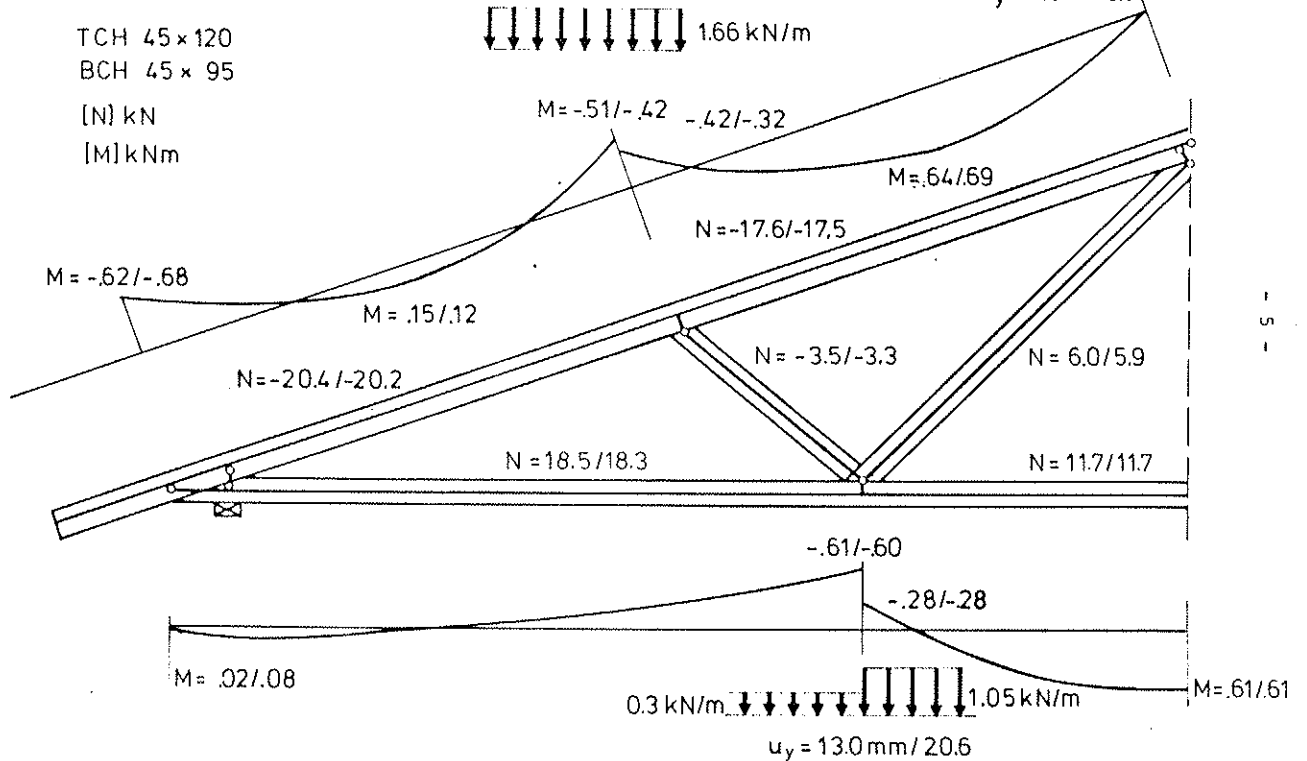 TCH 45 × 120
BCH 45 × 95
[N] kN
[M] kNm
1.66 kN/m
M = -.51/-.42
-.42/-.32
M = .64/.69
N = -17.6/-17.5
M = -.62/-.68
M = .15/.12
N = -20.4/-20.2
N = -3.5/-3.3
N = 6.0/5.9
- 5 -
N = 18.5/18.3
N = 11.7/11.7
-.61/-.60
-.28/-.28
M = .02/.08
M = .61/.61
0.3 kN/m
1.05 kN/m
uy = 13.0 mm / 20.6